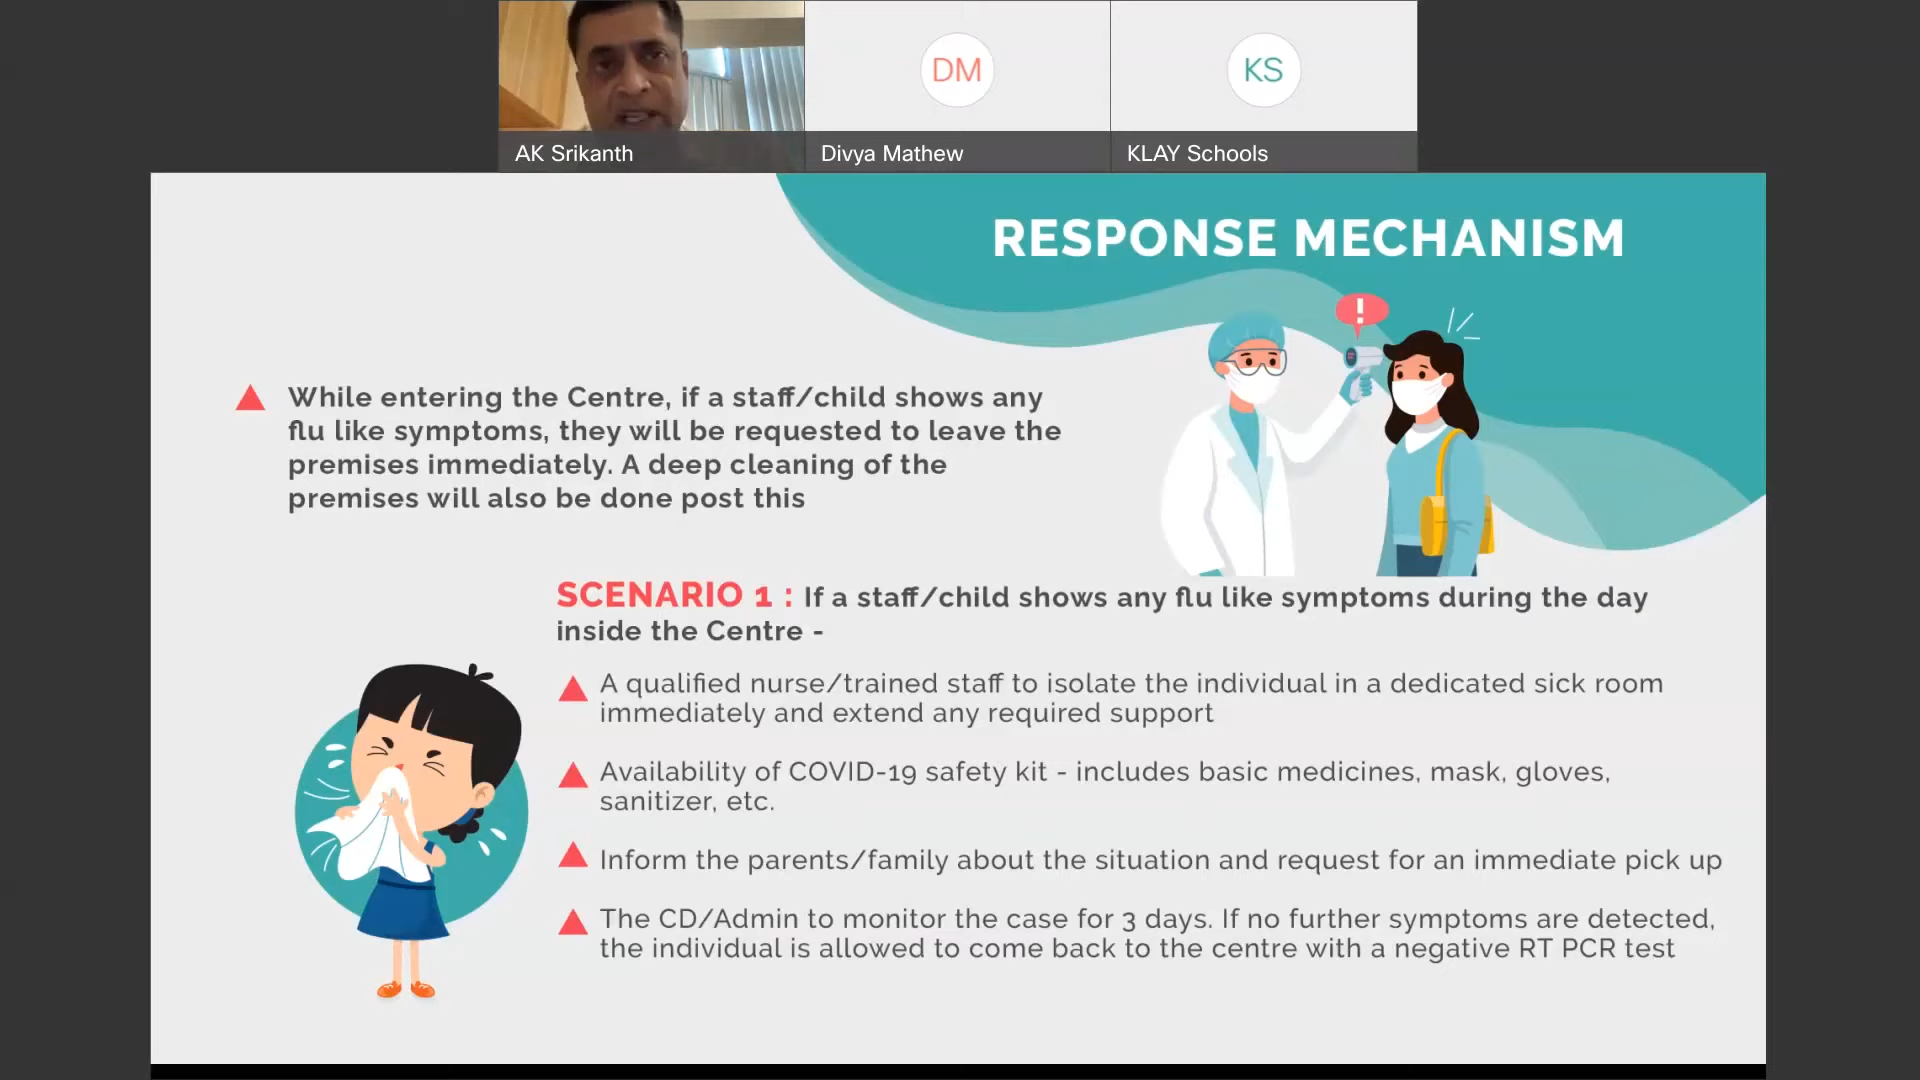 DM
KS
AK Srikanth
Divya Mathew
KLAY Schools
RESPONSE MECHANISM
!
While entering the Centre, if a staff/child shows any
flu like symptoms, they will be requested to leave the
premises immediately. A deep cleaning of the
premises will also be done post this
SCENARIO 1 : If a staff/child shows any flu like symptoms during the day
inside the Centre -
A qualified nurse/trained staff to isolate the individual in a dedicated sick room
immediately and extend any required support
Availability of COVID-19 safety kit - includes basic medicines, mask, gloves,
sanitizer, etc.
Inform the parents/family about the situation and request for an immediate pick up
The CD/Admin to monitor the case for 3 days. If no further symptoms are detected,
the individual is allowed to come back to the centre with a negative RT PCR test